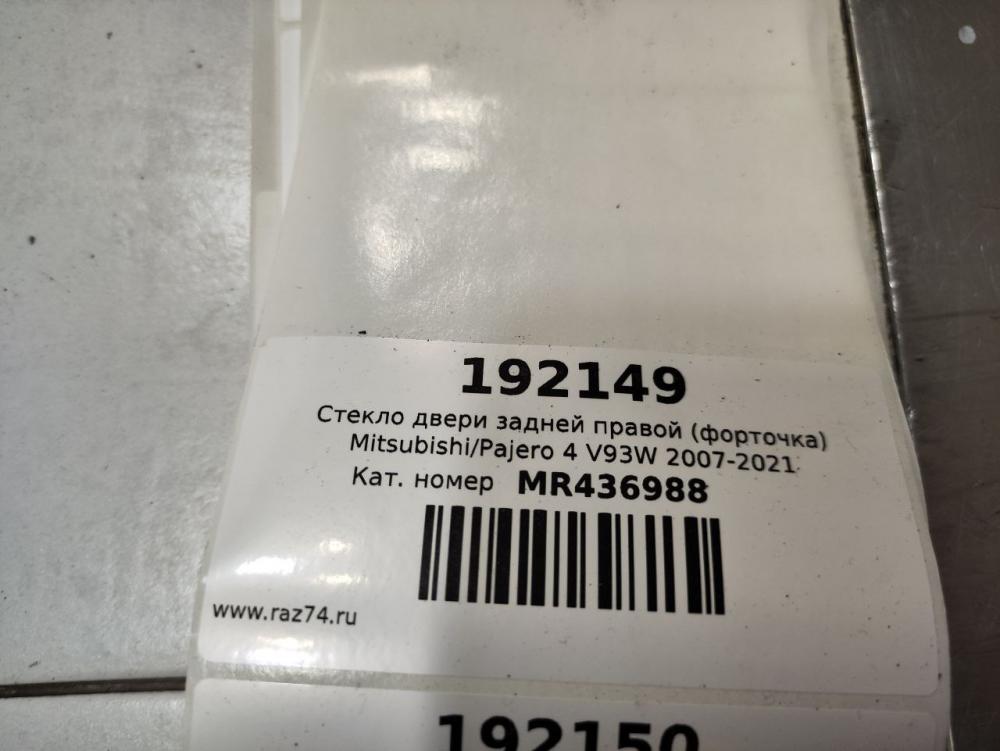 192149
Стекло двери задней правой (форточка)
Mitsubishi/Pajero 4 V93W 2007-2021
Кат. номер MR436988
www.raz74.ru
192150